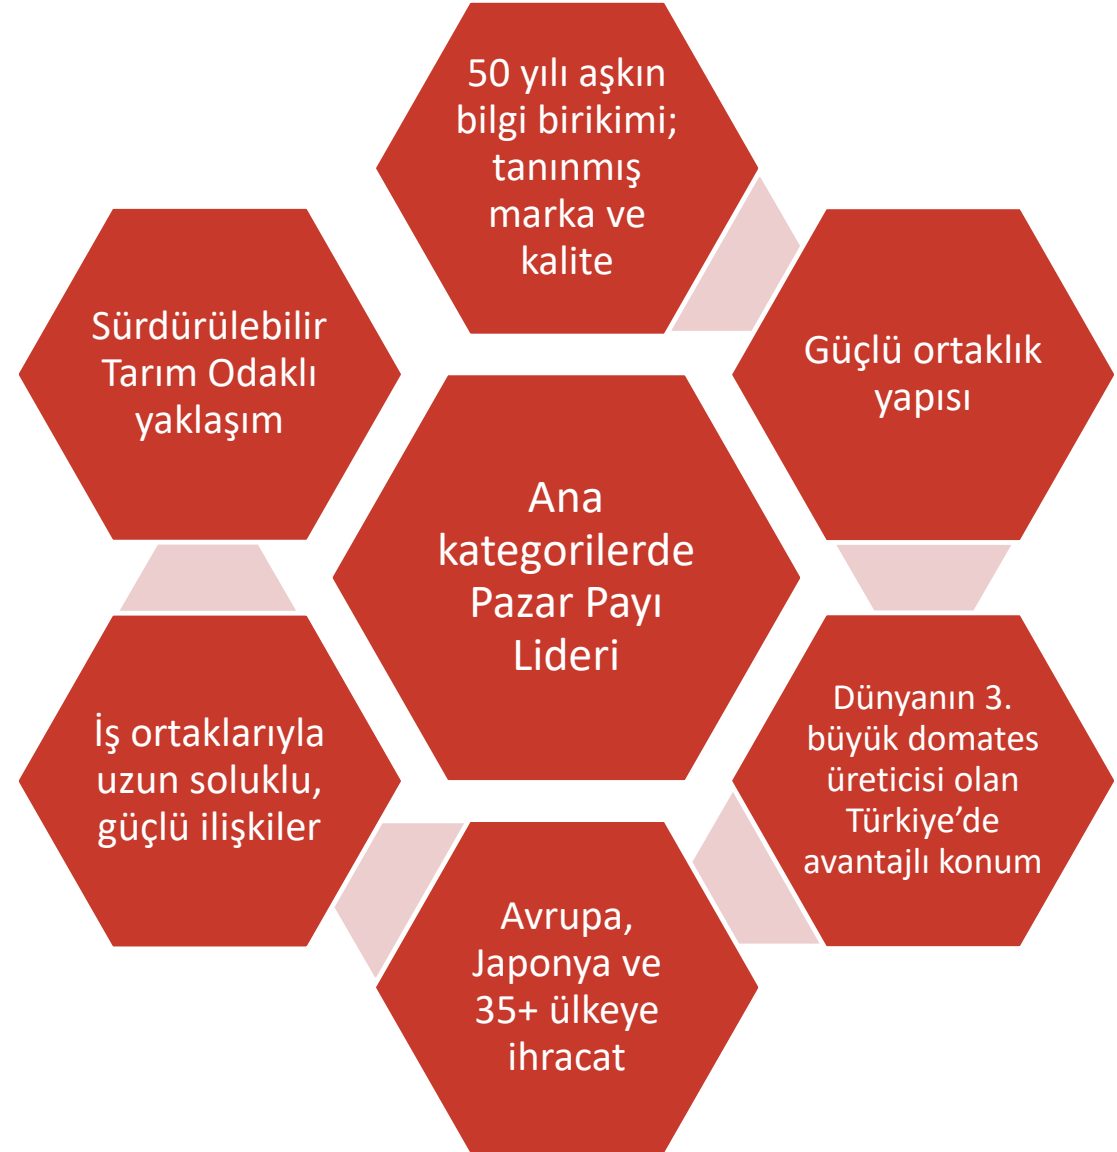 50 yılı aşkın
bilgi birikimi;
tanınmış
marka ve
kalite
Güçlü ortaklık
yapısı
Dünyanın 3.
büyük domates
üreticisi olan
Türkiye’de
avantajlı konum
Avrupa,
Japonya ve
35+ ülkeye
ihracat
İş ortaklarıyla
uzun soluklu,
güçlü ilişkiler
Sürdürülebilir
Tarım Odaklı
yaklaşım
Ana
kategorilerde
Pazar Payı
Lideri